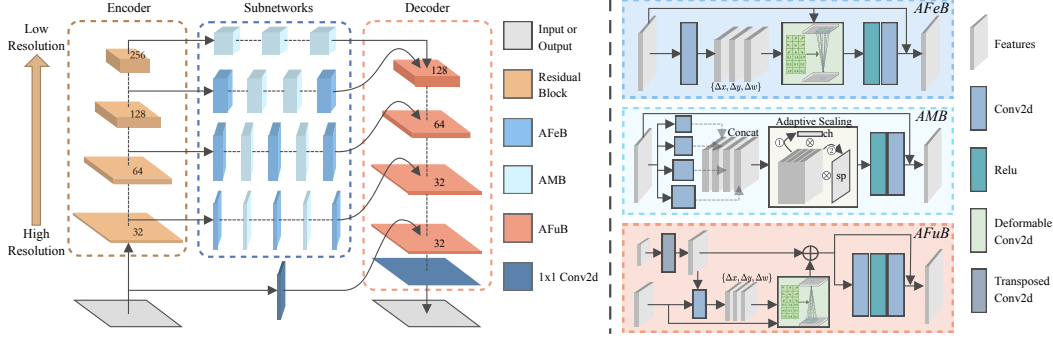 Encoder
Subnetworks
Decoder
Low
Resolution
High
Resolution
256
128
64
32
128
64
32
32
Input or
Output
Residual
Block
AFeB
AMB
AFuB
1x1 Conv2d
AFeB
{Δx, Δy, Δw}
AMB
Concat
Adaptive Scaling
① ch
⊗ ②
⊗ sp
AFuB
{Δx, Δy, Δw}
Features
Conv2d
Relu
Deformable
Conv2d
Transposed
Conv2d